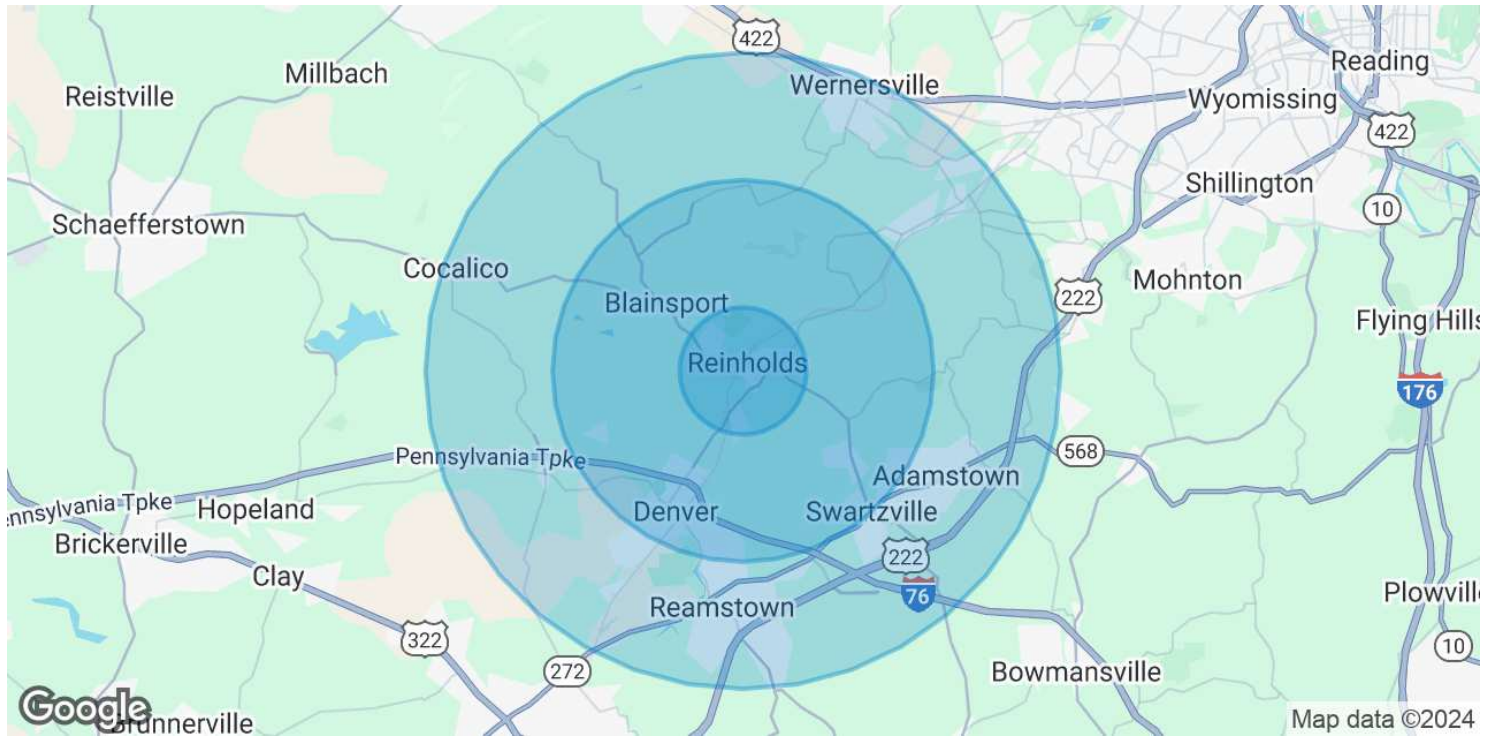 422
Millbach
Reading
Reistville
Wernersville
Wyomissing
422
Shillington
10
Schaefferstown
Cocalico
Mohnton
222
Blainsport
Flying Hills
Reinholds
176
568
Pennsylvania Tpke
Adamstown
ennsylvania Tpke
Hopeland
Denver
Swartzville
Brickerville
222
Clay
76
Plowville
Reamstown
322
10
272
Bowmansville
Google
Brunnerville
Map data ©2024